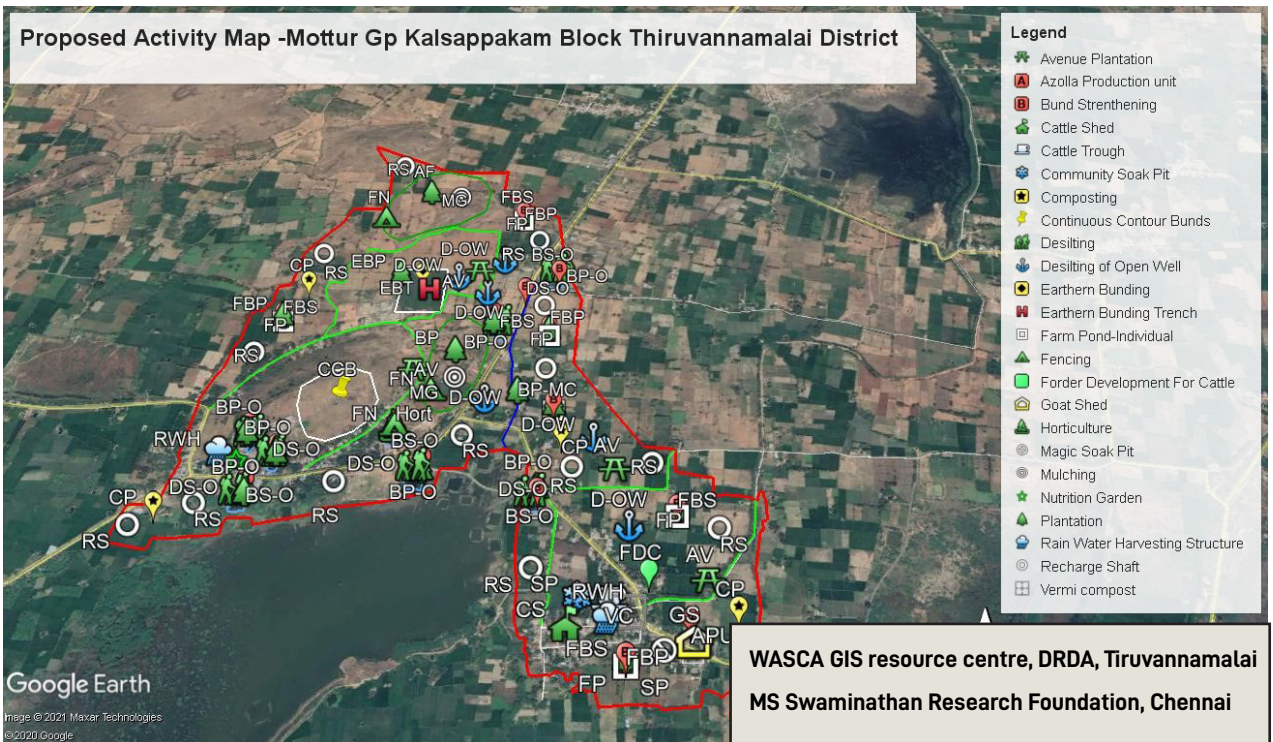 Proposed Activity Map -Mottur Gp Kalsappakam Block Thiruvannamalai District
Legend
Avenue Plantation
A Azolla Production unit
B Bund Strenthening
Cattle Shed
Cattle Trough
Community Soak Pit
Composting
Continuous Contour Bunds
Desilting
Desilting of Open Well
Earthern Bunding
H Earthern Bunding Trench
Farm Pond-Individual
Fencing
Forder Development For Cattle
Goat Shed
Horticulture
Magic Soak Pit
Mulching
Nutrition Garden
Plantation
Rain Water Harvesting Structure
Recharge Shaft
Vermi compost
RS AF
FN MG FBS
FP FBP
D-OW RS BS-O
CP RS EBP D-OW AV BP-O
EBT DS-O
FBP FBS D-OW FBS FBP
FP BP BP-O FP
RS
CCB AV
FN MG BP-MC
D-OW
BP-O FN Hort D-OW
RWH BP-O DS-O BS-O RS CP AV
BP-O DS-O BP-O RS
CP DS-O BS-O BP-O DS-O RS D-OW FBS
RS RS BS-O FP
RS RS
FDC AV
RS SP RWH CP
CS VC GS
FBS FBP APU
FP SP
Google Earth
Image © 2021 Maxar Technologies
© 2020 Google
WASCA GIS resource centre, DRDA, Tiruvannamalai
MS Swaminathan Research Foundation, Chennai